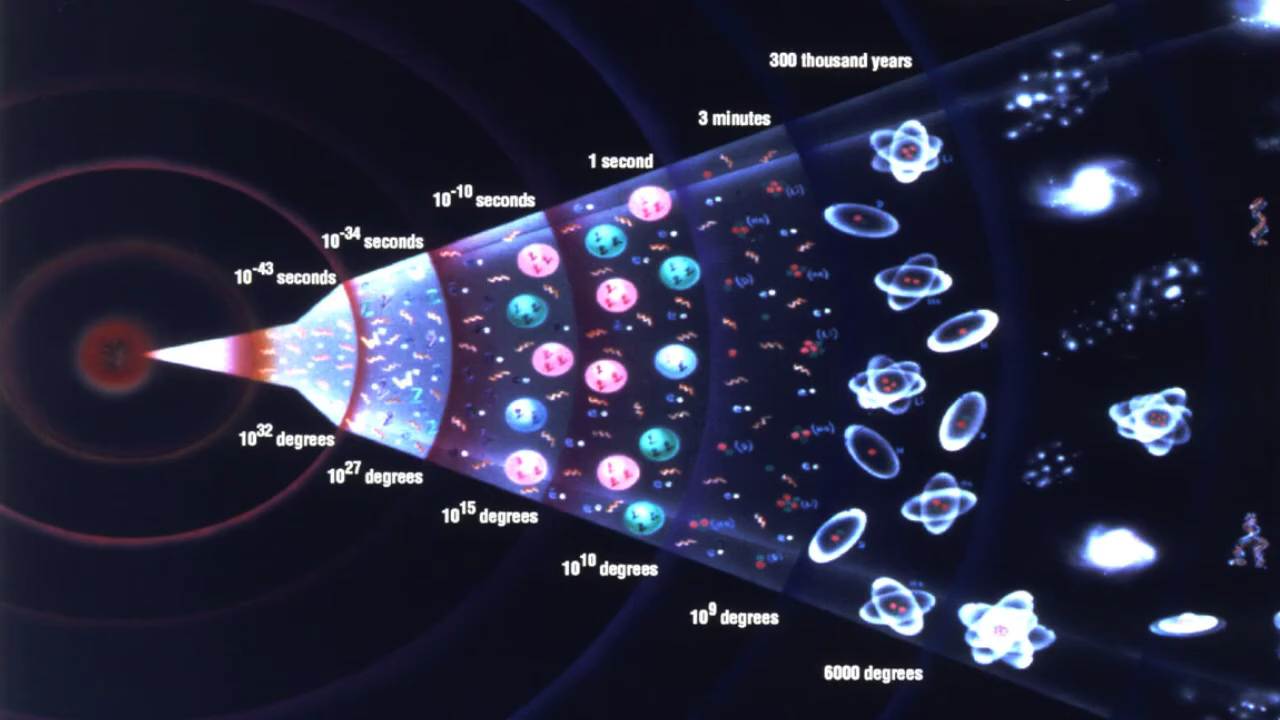 300 thousand years
3 minutes
1 second
10⁻¹⁰ seconds
10⁻³⁴ seconds
10⁻⁴³ seconds
10³² degrees
10²⁷ degrees
10¹⁵ degrees
10¹⁰ degrees
10⁹ degrees
6000 degrees